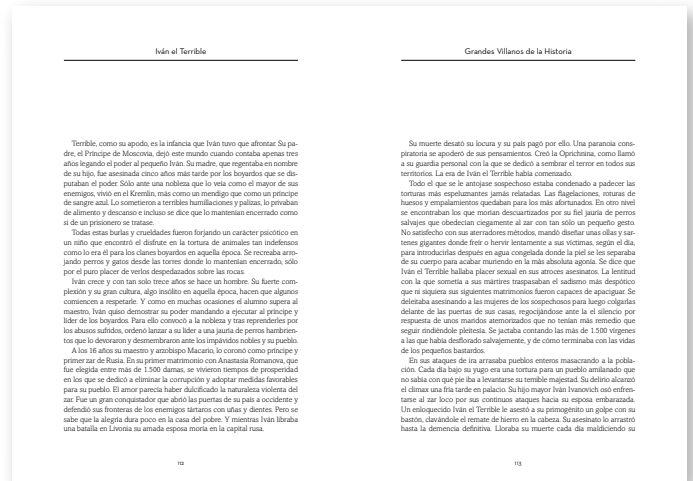 Iván el Terrible
Terrible, como su apodo, es la infancia que Iván tuvo que afrontar. Su pa-
dre, el Príncipe de Moscovia, dejó este mundo cuando contaba apenas tres
años legando el poder al pequeño Iván. Su madre, que regentaba en nombre
de su hijo, fue asesinada cinco años más tarde por los boyardos que se dis-
putaban el poder. Sólo ante una nobleza que lo veía como el mayor de sus
enemigos, vivió en el Kremlin, más como un mendigo que como un príncipe
de sangre azul. Lo sometieron a terribles humillaciones y palizas, lo privaban
de alimento y descanso e incluso se dice que lo mantenían encerrado como
si de un prisionero se tratase.
Todas estas burlas y crueldades fueron forjando un carácter psicótico en
un niño que encontró el disfrute en la tortura de animales tan indefensos
como lo era él para los clanes boyardos en aquella época. Se recreaba arro-
jando perros y gatos desde las torres donde lo mantenían encerrado, sólo
por el puro placer de verlos despedazados sobre las rocas.
Iván crece y con tan solo trece años se hace un hombre. Su fuerte com-
plexión y su gran cultura, algo insólito en aquella época, hacen que algunos
comiencen a respetarle. Y como en muchas ocasiones el alumno supera al
maestro, Iván quiso demostrar su poder mandando a ejecutar al príncipe y
líder de los boyardos. Para ello convocó a la nobleza y tras reprenderles por
los abusos sufridos, ordenó lanzar a su líder a una jauría de perros hambrien-
tos que lo devoraron y desmembraron ante los impávidos nobles y su pueblo.
A los 16 años su maestro y arzobispo Macario, lo coronó como príncipe y
primer zar de Rusia. En su primer matrimonio con Anastasia Romanova, que
fue elegida entre más de 1.500 damas, se vivieron tiempos de prosperidad
en los que se dedicó a eliminar la corrupción y adoptar medidas favorables
para su pueblo. El amor parecía haber dulcificado la naturaleza violenta del
zar. Fue un gran conquistador que abrió las puertas de su país a occidente y
defendió sus fronteras de los enemigos tártaros con uñas y dientes. Pero se
sabe que la alegría dura poco en la casa del pobre. Y mientras Iván libraba
una batalla en Livonia su amada esposa moría en la capital rusa.
112
Grandes Villanos de la Historia
Su muerte desató su locura y su país pagó por ello. Una paranoia cons-
piratoria se apoderó de sus pensamientos. Creó la Oprichnina, como llamó
a su guardia personal con la que se dedicó a sembrar el terror en todos sus
territorios. La era de Iván el Terrible había comenzado.
Todo el que se le antojase sospechoso estaba condenado a padecer las
torturas más espeluznantes jamás relatadas. Las flagelaciones, roturas de
huesos y empalamientos quedaban para los más afortunados. En otro nivel
se encontraban los que morían descuartizados por su fiel jauría de perros
salvajes que obedecían ciegamente al zar con tan sólo un pequeño gesto.
No satisfecho con sus aterradores métodos, mandó diseñar unas ollas y sar-
tenes gigantes donde freír o hervir lentamente a sus víctimas, según el día,
para introducirlas después en agua congelada donde la piel se les separaba
de su cuerpo para acabar muriendo en la más absoluta agonía. Se dice que
Iván el Terrible hallaba placer sexual en sus atroces asesinatos. La lentitud
con la que sometía a sus mártires traspasaban el sadismo más despótico
que ni siquiera sus siguientes matrimonios fueron capaces de apaciguar. Se
deleitaba asesinando a las mujeres de los sospechosos para luego colgarlas
delante de las puertas de sus casas, regocijándose ante la el silencio por
respuesta de unos maridos atemorizados que no tenían más remedio que
seguir rindiéndole pleitesía. Se jactaba contando las más de 1.500 vírgenes
a las que había desflorado salvajemente, y de cómo terminaba con las vidas
de los pequeños bastardos.
En sus ataques de ira arrasaba pueblos enteros masacrando a la pobla-
ción. Cada día bajo su yugo era una tortura para un pueblo amilanado que
no sabía con qué pie iba a levantarse su temible majestad. Su delirio alcanzó
el climax una fría tarde en palacio. Su hijo mayor Iván Ivanovich osó enfren-
tarse al zar loco por sus continuos ataques hacia su esposa embarazada.
Un enloquecido Iván el Terrible le asestó a su primogénito un golpe con su
bastón, clavándole el remate de hierro en la cabeza. Su asesinato lo arrastró
hasta la demencia definitiva. Lloraba su muerte cada día maldiciendo su
113